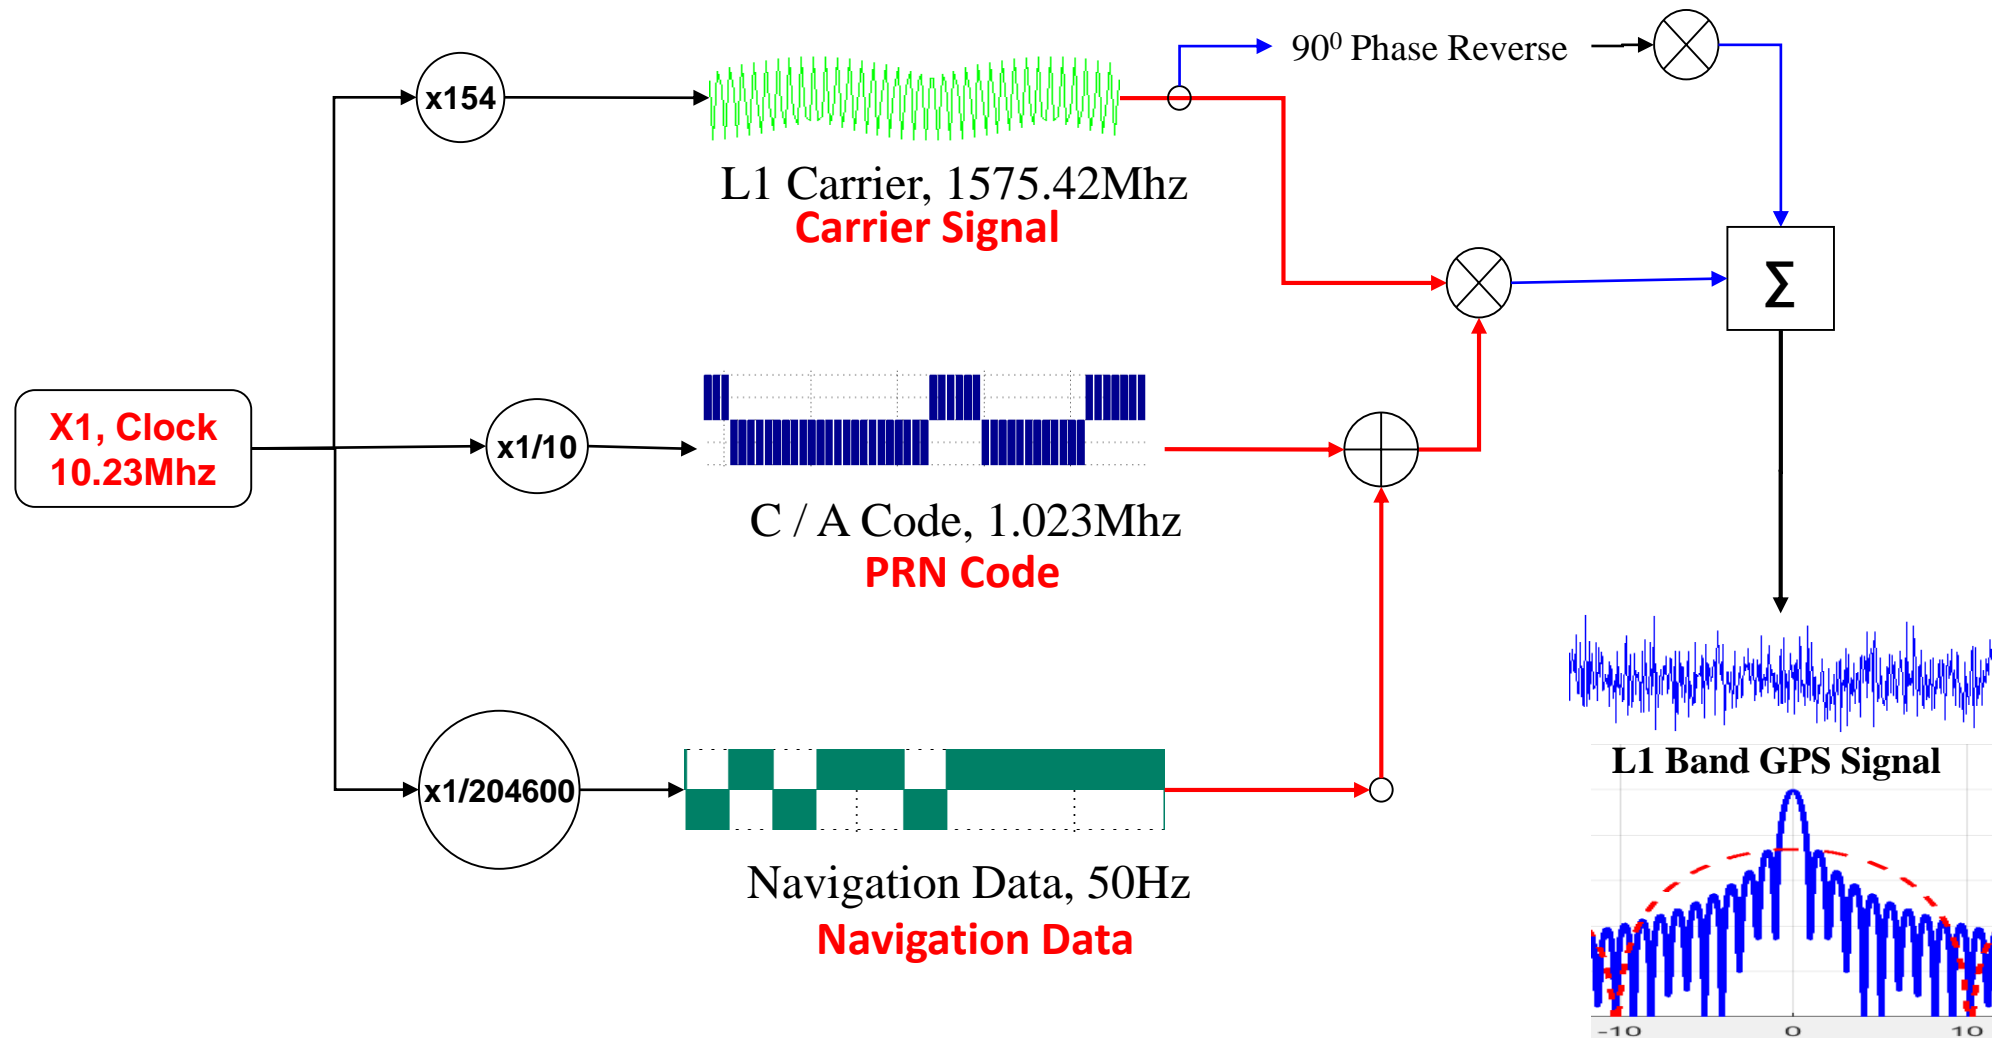 90⁰ Phase Reverse
x154
L1 Carrier, 1575.42Mhz
Carrier Signal
Σ
X1, Clock
10.23Mhz
x1/10
C / A Code, 1.023Mhz
PRN Code
x1/204600
L1 Band GPS Signal
Navigation Data, 50Hz
Navigation Data
-10 0 10